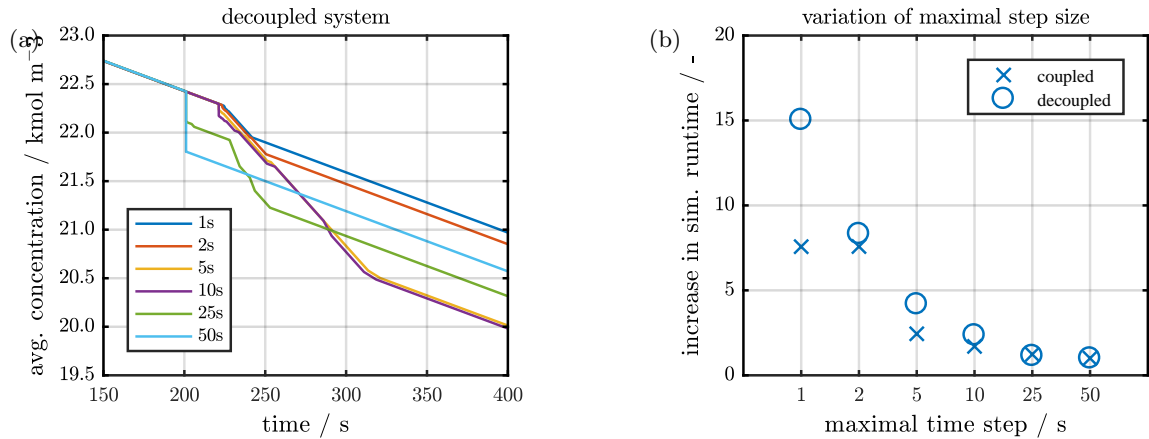 decoupled system
(a)
avg. concentration / kmol m⁻³
23.0
22.5
22.0
21.5
21.0
20.5
20.0
19.5
1s
2s
5s
10s
25s
50s
150 200 250 300 350 400
time / s
variation of maximal step size
(b)
increase in sim. runtime / -
20
15
10
5
0
coupled
decoupled
1 2 5 10 25 50
maximal time step / s